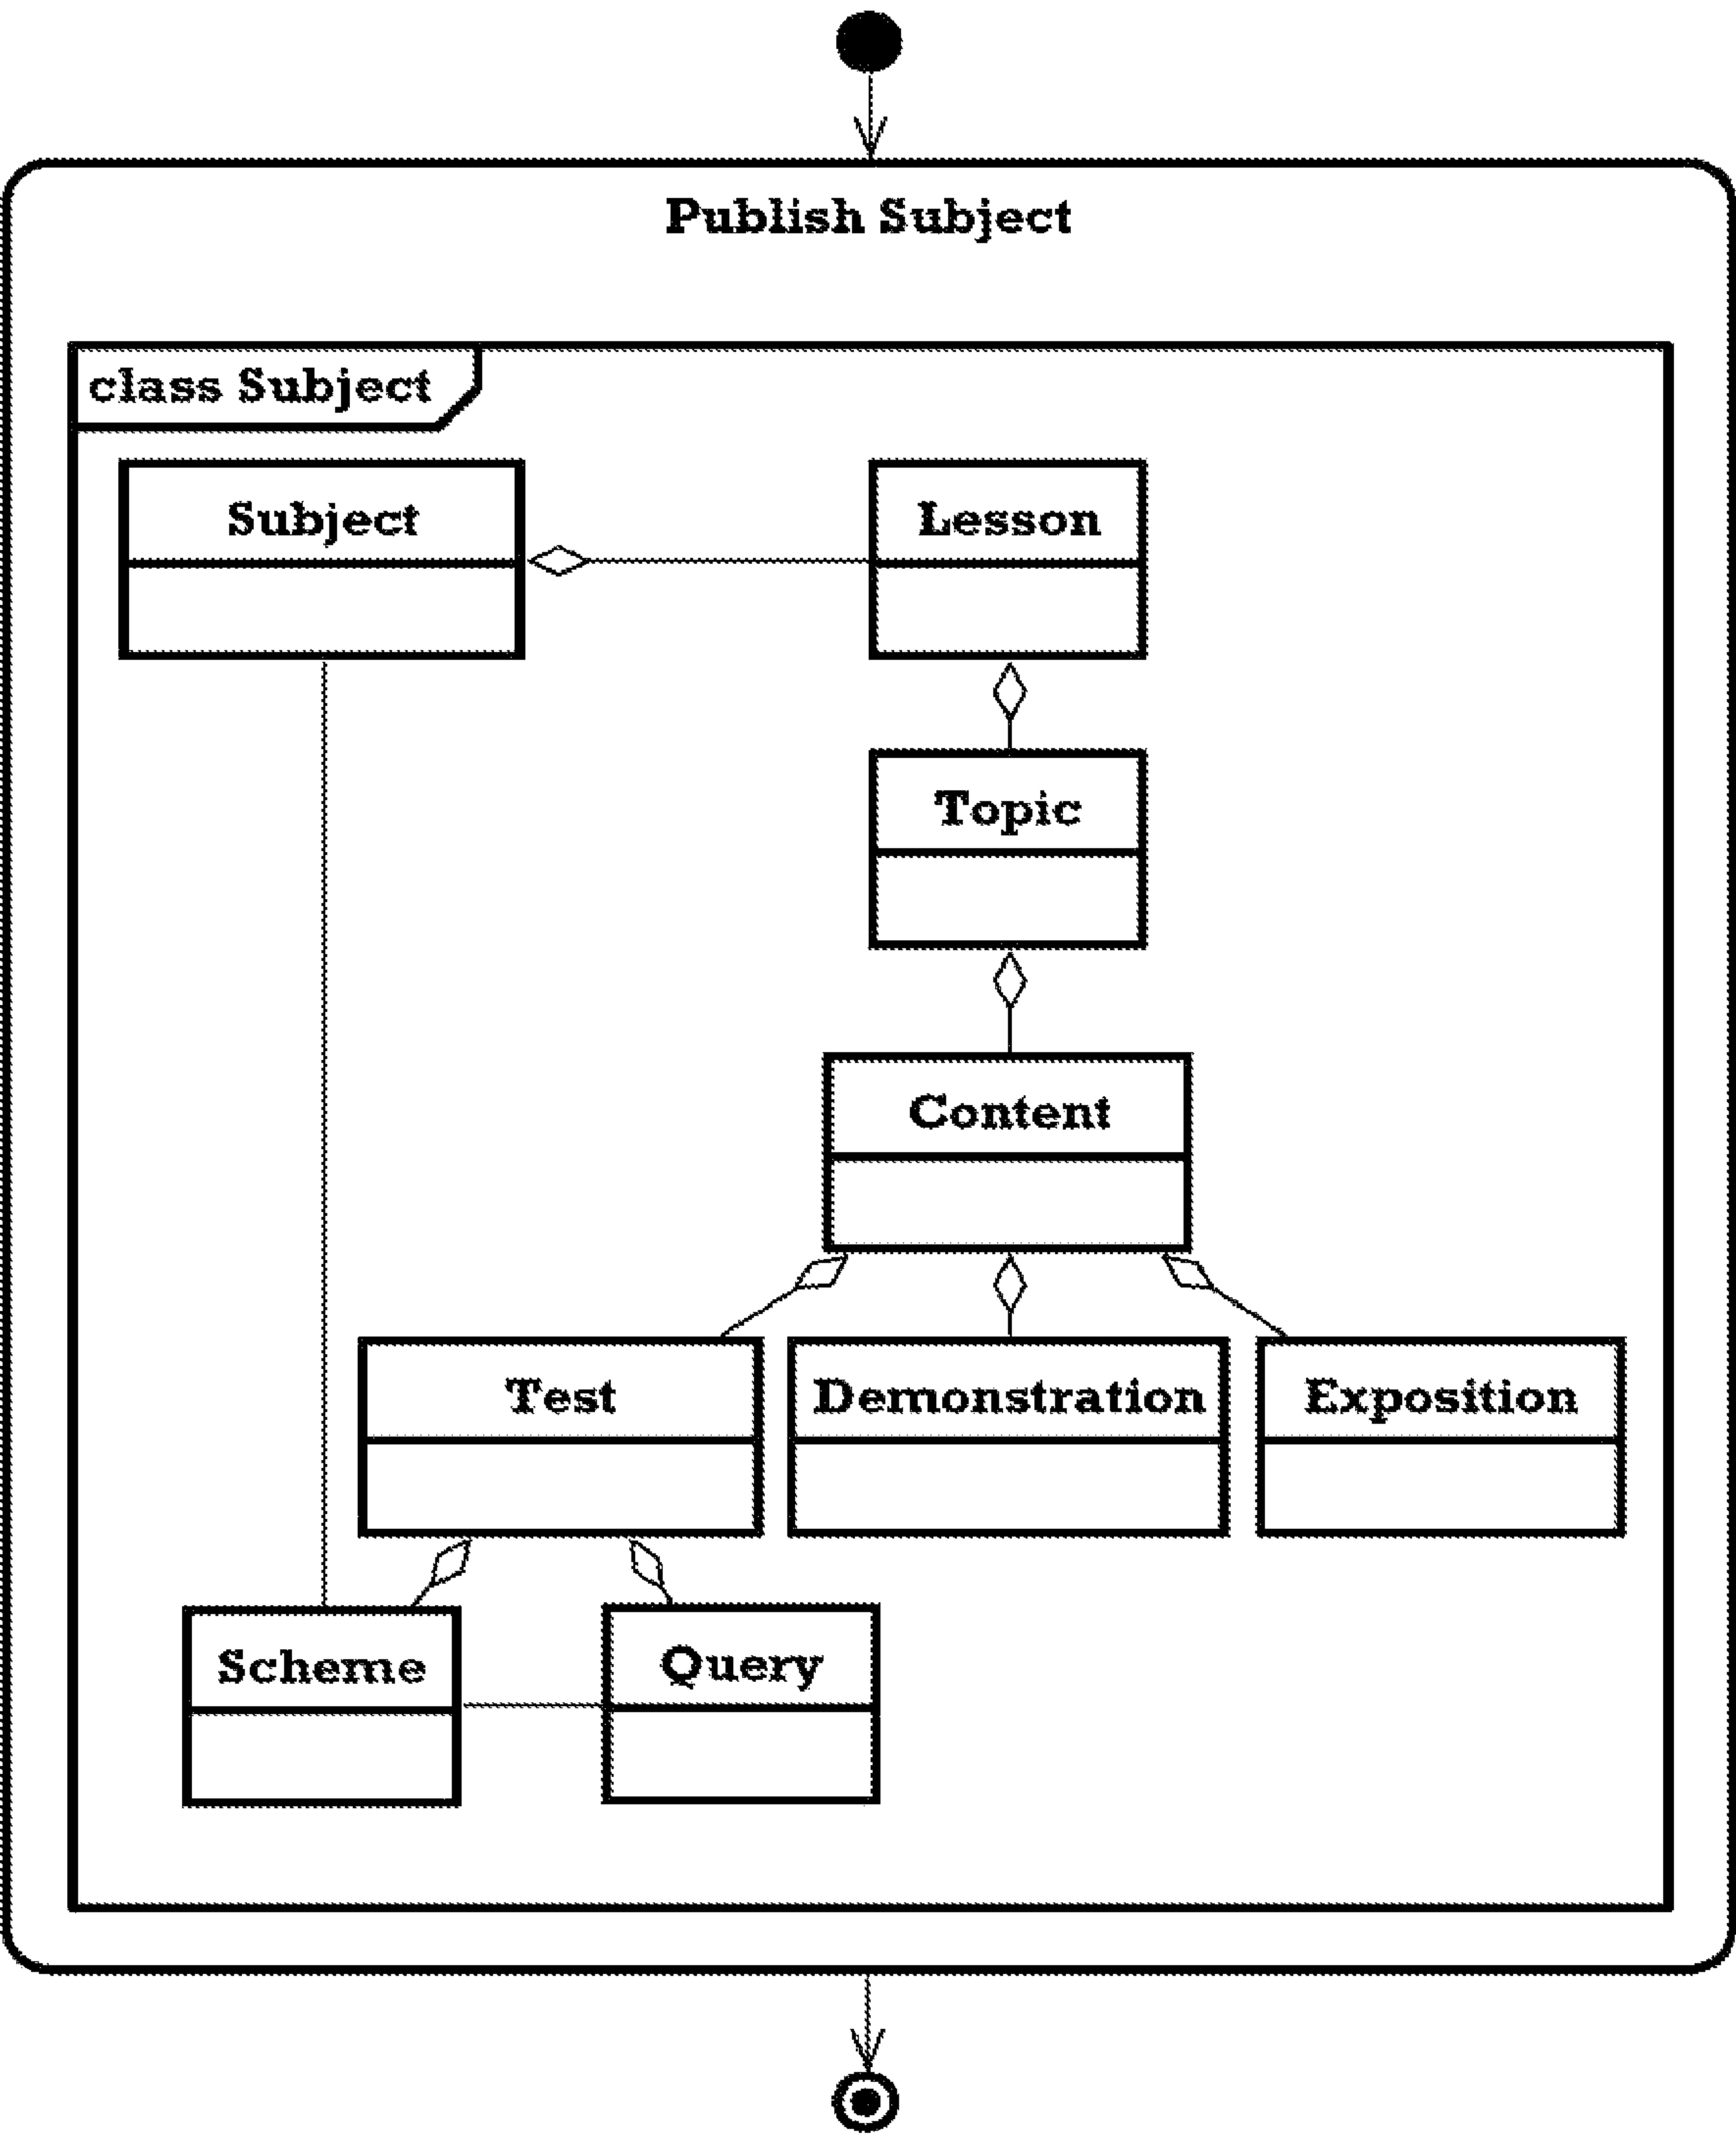 Publish Subject
class Subject
Subject
Lesson
Topic
Content
Test
Demonstration
Exposition
Scheme
Query